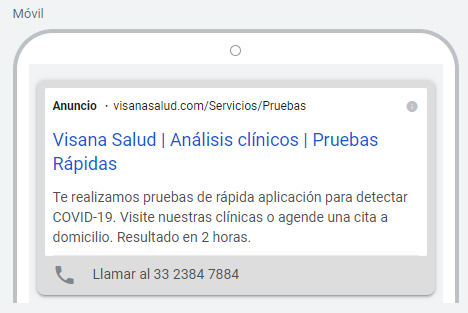 Móvil
Anuncio · visanasalud.com/Servicios/Pruebas
Visana Salud | Análisis clínicos | Pruebas
Rápidas
Te realizamos pruebas de rápida aplicación para detectar
COVID-19. Visite nuestras clínicas o agende una cita a
domicilio. Resultado en 2 horas.
Llamar al 33 2384 7884